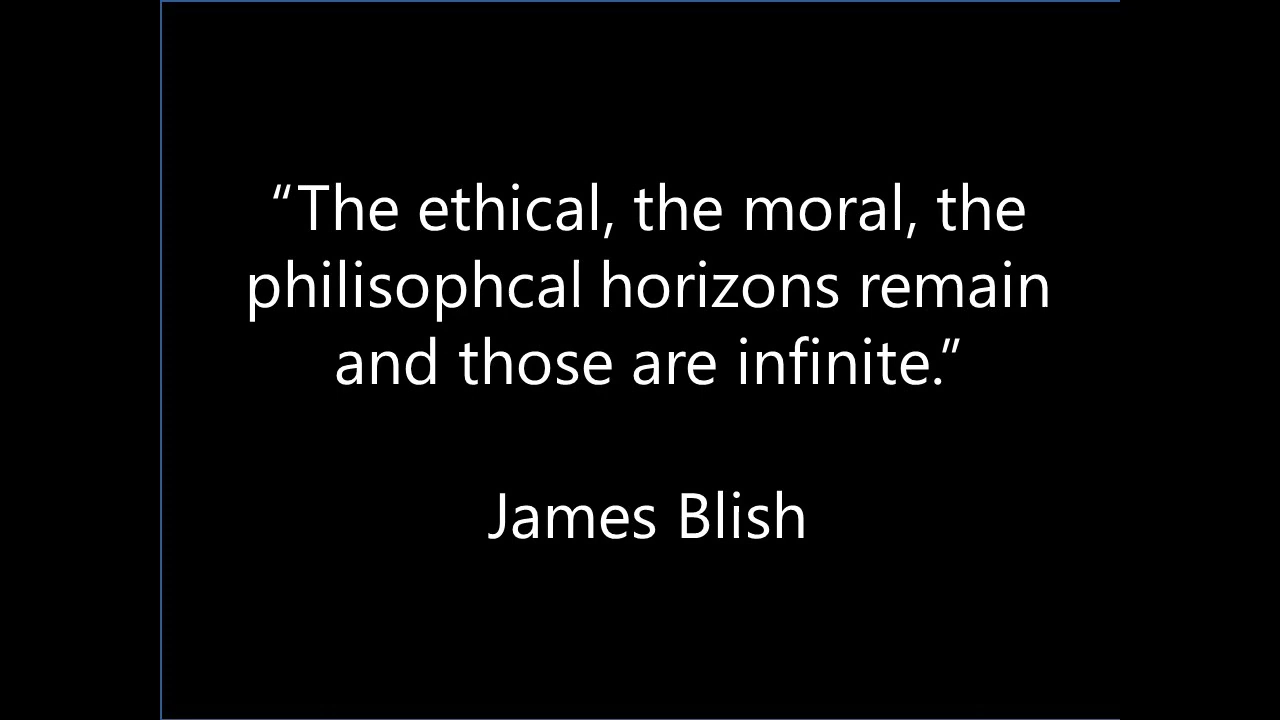 “The ethical, the moral, the
philisophcal horizons remain
and those are infinite.”
James Blish